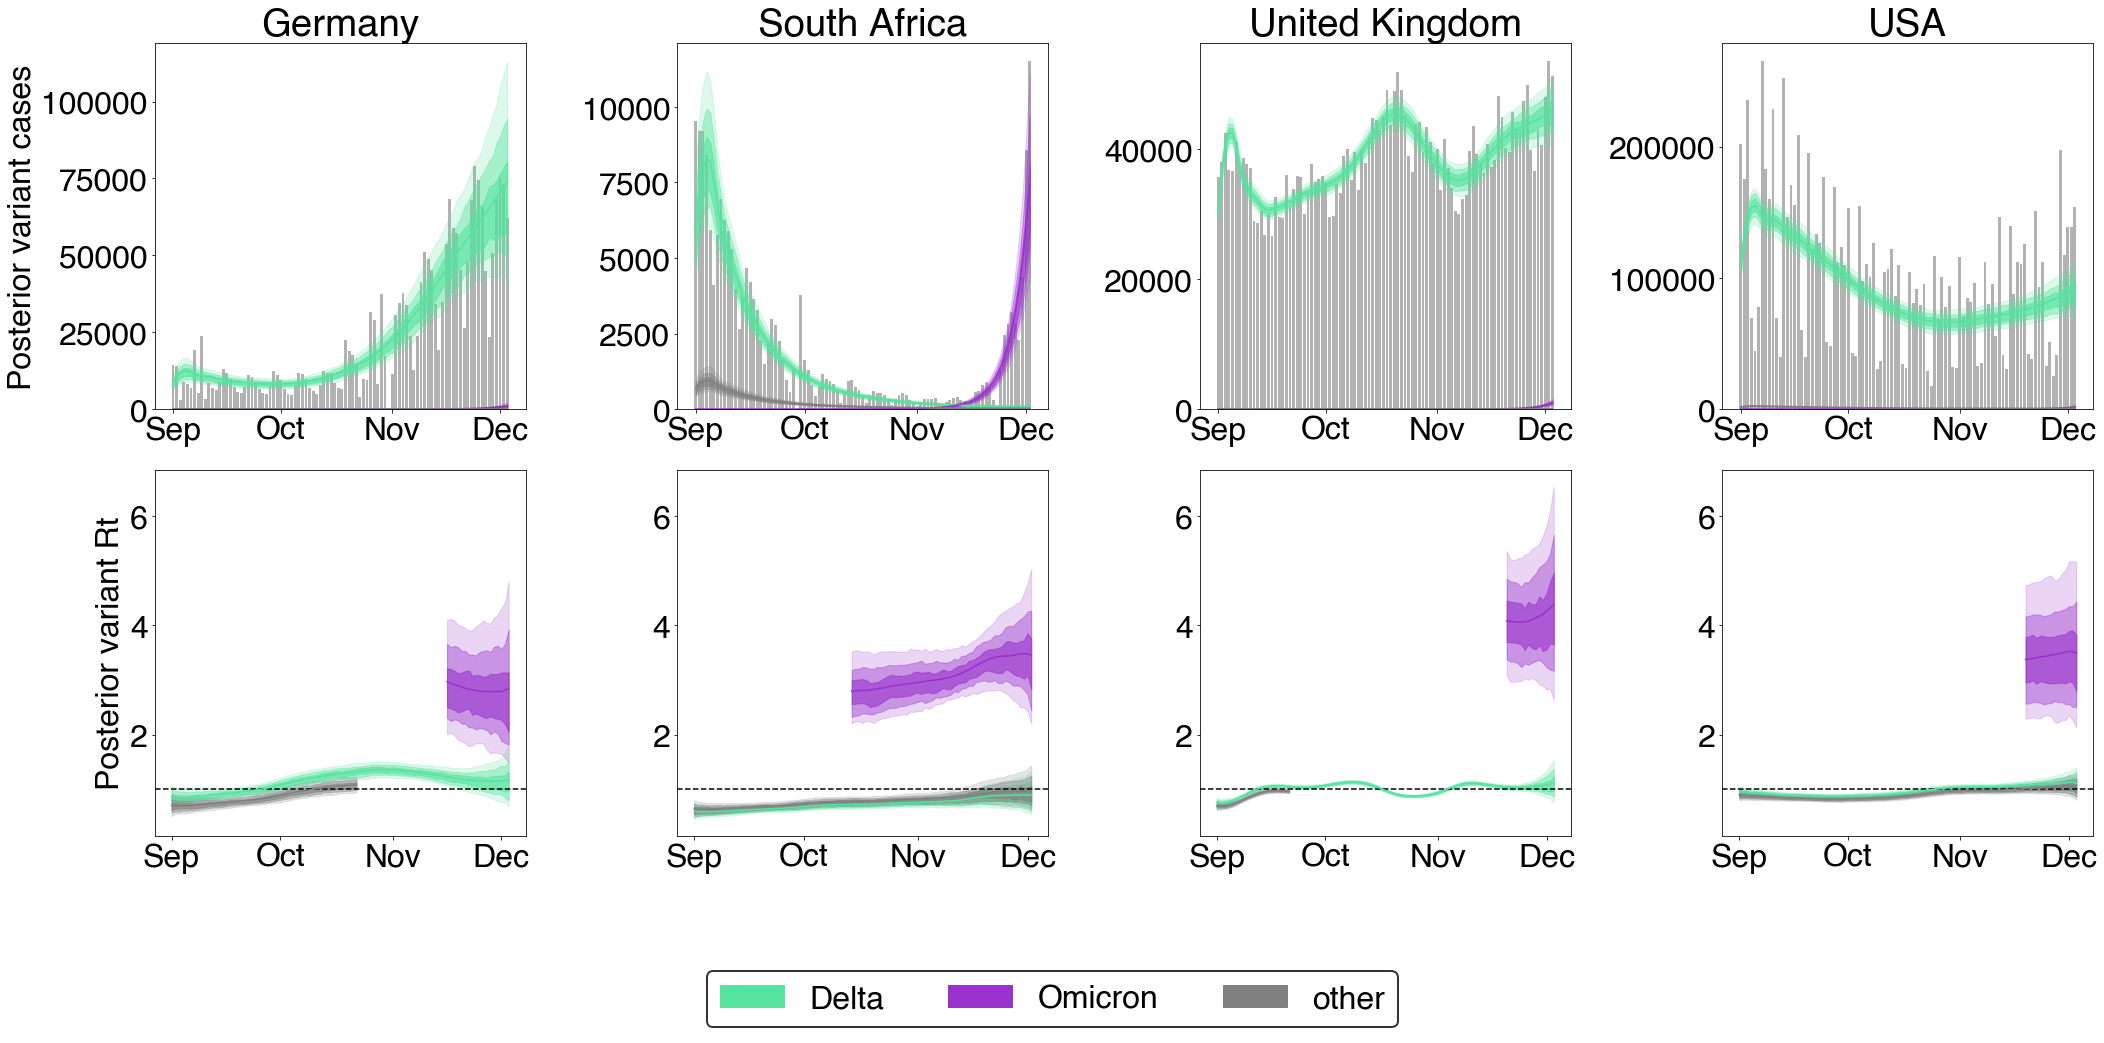 Germany
South Africa
United Kingdom
USA
Posterior variant cases
100000
75000
50000
25000
0
Sep Oct Nov Dec
10000
7500
5000
2500
0
Sep Oct Nov Dec
40000
20000
0
Sep Oct Nov Dec
200000
100000
0
Sep Oct Nov Dec
Posterior variant Rt
6
4
2
Sep Oct Nov Dec
6
4
2
Sep Oct Nov Dec
6
4
2
Sep Oct Nov Dec
6
4
2
Sep Oct Nov Dec
Delta Omicron other